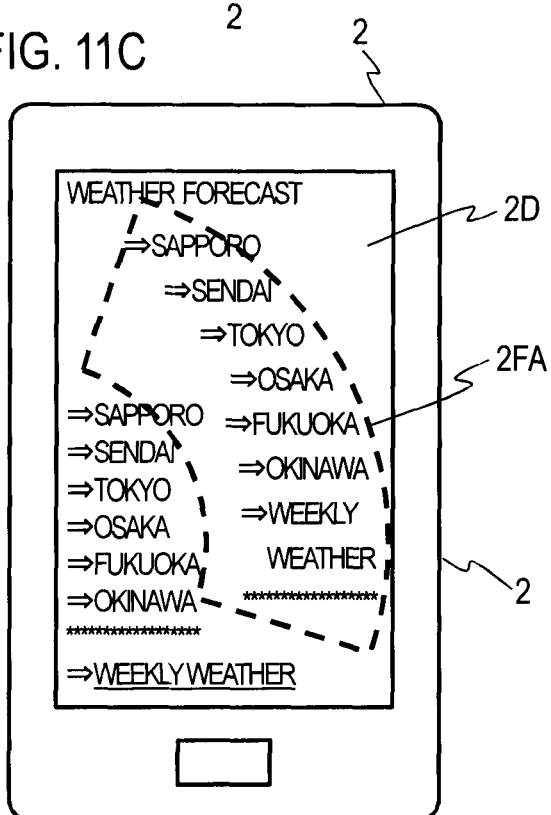 2
FIG. 11C
2
WEATHER FORECAST
2D
⇒SAPPORO
⇒SENDAI
⇒TOKYO
⇒OSAKA
2FA
⇒FUKUOKA
⇒OKINAWA
⇒WEEKLY
WEATHER
******************
⇒SAPPORO
⇒SENDAI
⇒TOKYO
⇒OSAKA
⇒FUKUOKA
⇒OKINAWA
******************
⇒WEEKLY WEATHER
2